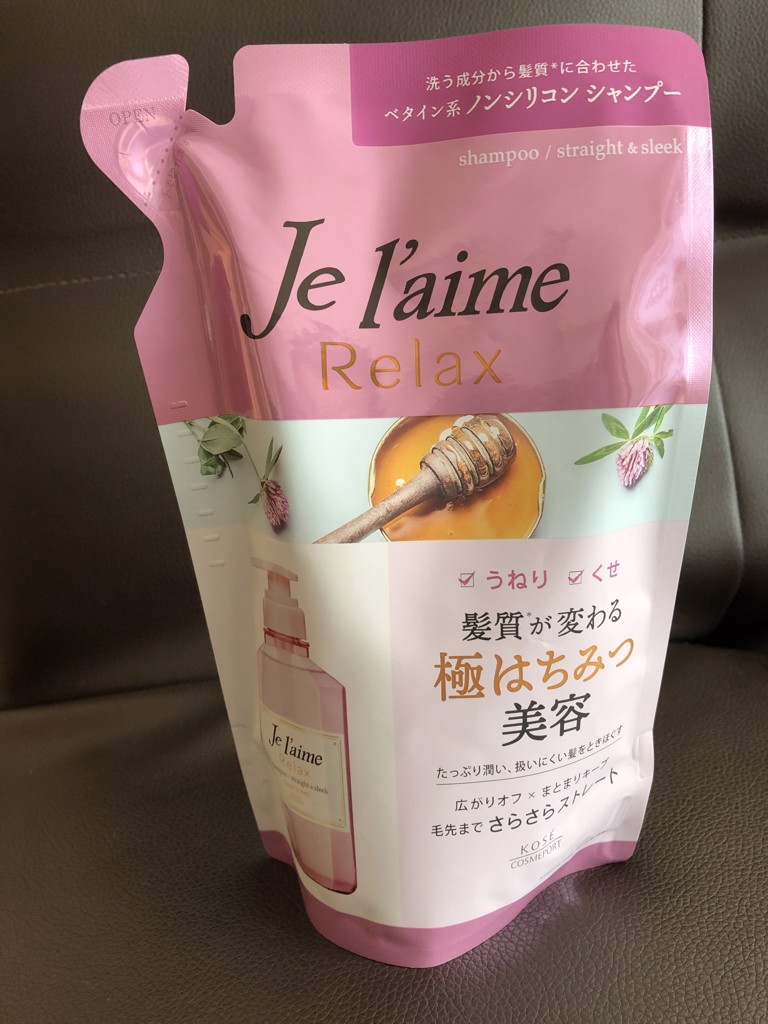 OPEN
洗う成分から髪質*に合わせた
ベタイン系 ノンシリコン シャンプー
shampoo / straight & sleek
Je l'aime
Relax
うねり くせ
髪質*が変わる
極はちみつ
美容
たっぷり潤い、扱いにくい髪をときほぐす
広がりオフ × まとまりキープ
毛先まで さらさらストレート
KOSÉ
COSMEPORT
Je l'aime
Relax